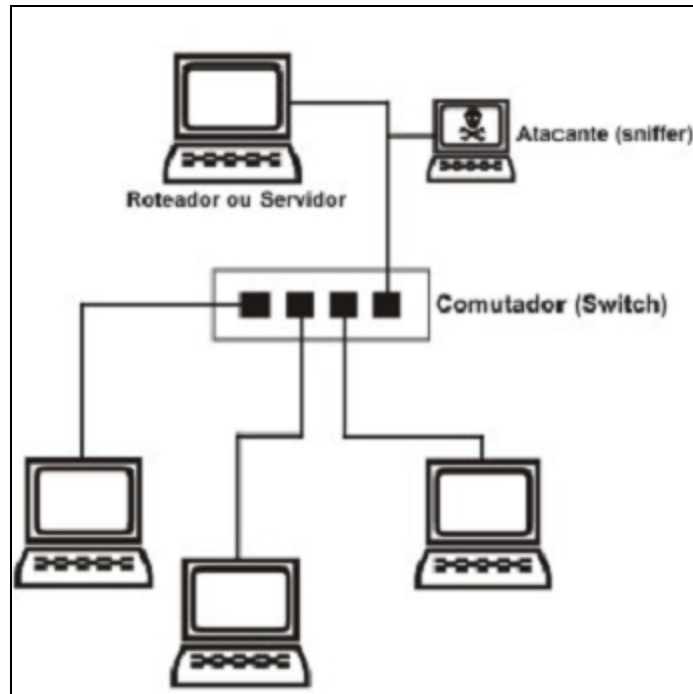 Atacante (sniffer)
Roteador ou Servidor
Comutador (Switch)